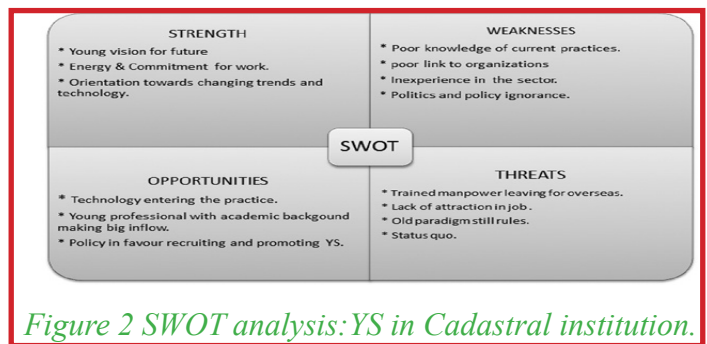 STRENGTH
* Young vision for future
* Energy & Commitment for work.
* Orientation towards changing trends and
technology.
WEAKNESSES
* Poor knowledge of current practices.
* poor link to organizations
* Inexperience in the sector.
* Politics and policy ignorance.
SWOT
OPPORTUNITIES
* Technology entering the practice.
* Young professional with academic backgound
making big inflow.
* Policy in favour recruiting and promoting YS.
THREATS
* Trained manpower leaving for overseas.
* Lack of attraction in job.
* Old paradigm still rules.
* Status quo.
Figure 2 SWOT analysis:YS in Cadastral institution.